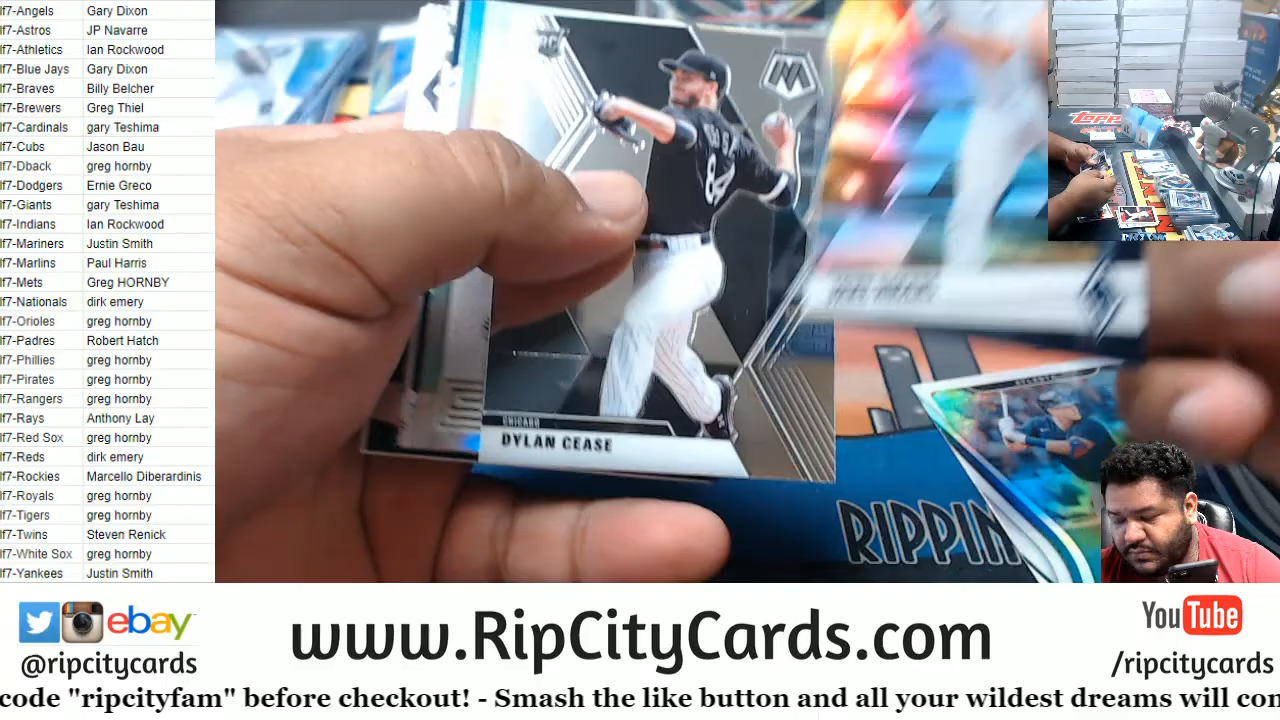 lf7-Angels Gary Dixon
lf7-Astros JP Navarre
lf7-Athletics Ian Rockwood
lf7-Blue Jays Gary Dixon
lf7-Braves Billy Belcher
lf7-Brewers Greg Thiel
lf7-Cardinals gary Teshima
lf7-Cubs Jason Bau
lf7-Dback greg hornby
lf7-Dodgers Ernie Greco
lf7-Giants gary Teshima
lf7-Indians Ian Rockwood
lf7-Mariners Justin Smith
lf7-Marlins Paul Harris
lf7-Mets Greg HORNBY
lf7-Nationals dirk emery
lf7-Orioles greg hornby
lf7-Padres Robert Hatch
lf7-Phillies greg hornby
lf7-Pirates greg hornby
lf7-Rangers greg hornby
lf7-Rays Anthony Lay
lf7-Red Sox greg hornby
lf7-Reds dirk emery
lf7-Rockies Marcello Diberardinis
lf7-Royals greg hornby
lf7-Tigers greg hornby
lf7-Twins Steven Renick
lf7-White Sox greg hornby
lf7-Yankees Justin Smith
RC
M
84
CHICAGO
DYLAN CEASE
ATLANTA
RIPPIN
TOPPS
ebay
@ripcitycards
www.RipCityCards.com
YouTube
/ripcitycards
code "ripcityfam" before checkout! - Smash the like button and all your wildest dreams will con